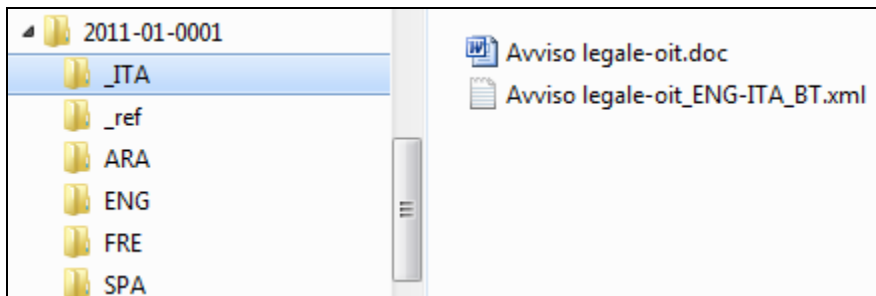 2011-01-0001
_ITA
_ref
ARA
ENG
FRE
SPA
Avviso legale-oit.doc
Avviso legale-oit_ENG-ITA_BT.xml